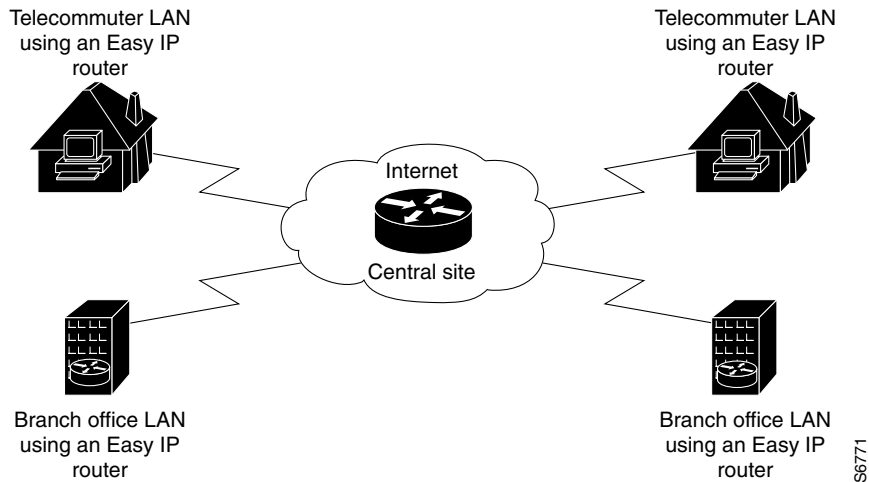 Telecommuter LAN
using an Easy IP
router
Telecommuter LAN
using an Easy IP
router
Internet
Central site
Branch office LAN
using an Easy IP
router
Branch office LAN
using an Easy IP
router
S6771